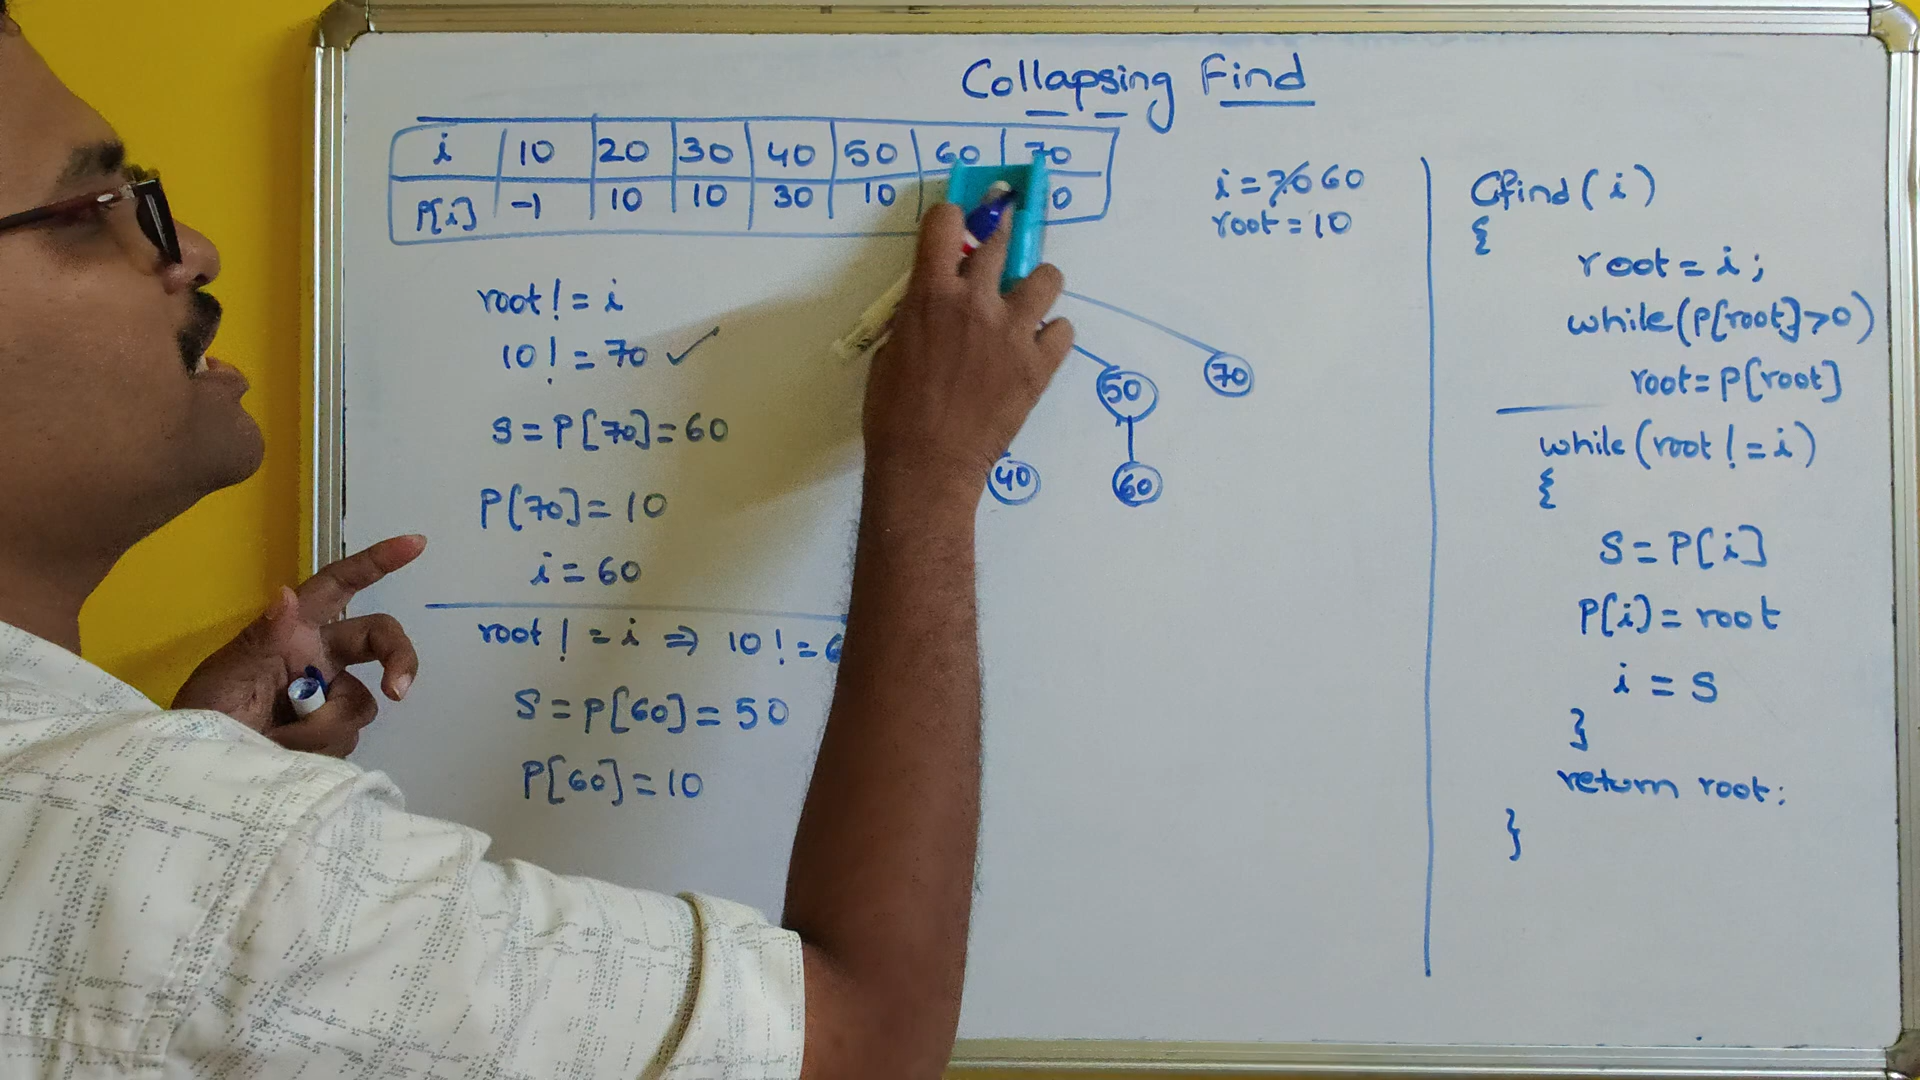 Collapsing Find
i 10 20 30 40 50 60 70
P[i] -1 10 10 30 10 0
i = 70 60
root = 10
root != i
10 != 70 ✓
S = P[70] = 60
P[70] = 10
i = 60
root != i ⇒ 10 != 6
S = P[60] = 50
P[60] = 10
50
70
40
60
Cfind(i)
{
root = i;
while(P[root]>0)
root = P[root]
while(root != i)
{
S = P[i]
P[i] = root
i = S
}
return root;
}